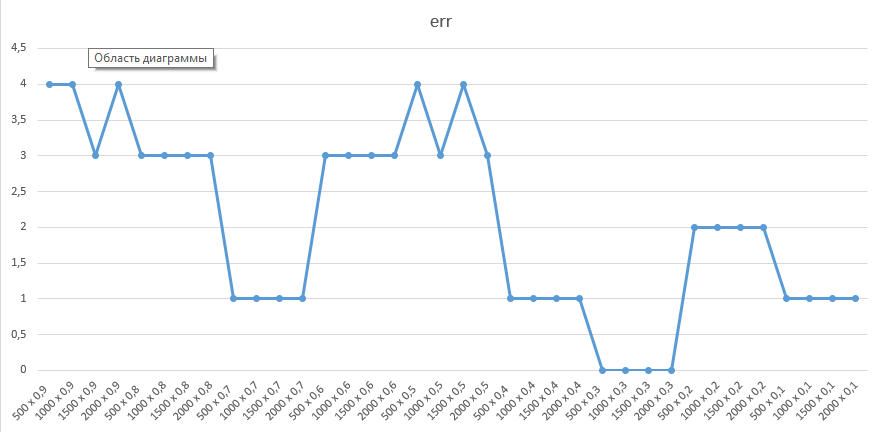 err
4,5
Область диаграммы
4
3,5
3
2,5
2
1,5
1
0,5
0
500 x 0,9
1000 x 0,9
1500 x 0,9
2000 x 0,9
500 x 0,8
1000 x 0,8
1500 x 0,8
2000 x 0,8
500 x 0,7
1000 x 0,7
1500 x 0,7
2000 x 0,7
500 x 0,6
1000 x 0,6
1500 x 0,6
2000 x 0,6
500 x 0,5
1000 x 0,5
1500 x 0,5
2000 x 0,5
500 x 0,4
1000 x 0,4
1500 x 0,4
2000 x 0,4
500 x 0,3
1000 x 0,3
1500 x 0,3
2000 x 0,3
500 x 0,2
1000 x 0,2
1500 x 0,2
2000 x 0,2
500 x 0,1
1000 x 0,1
1500 x 0,1
2000 x 0,1